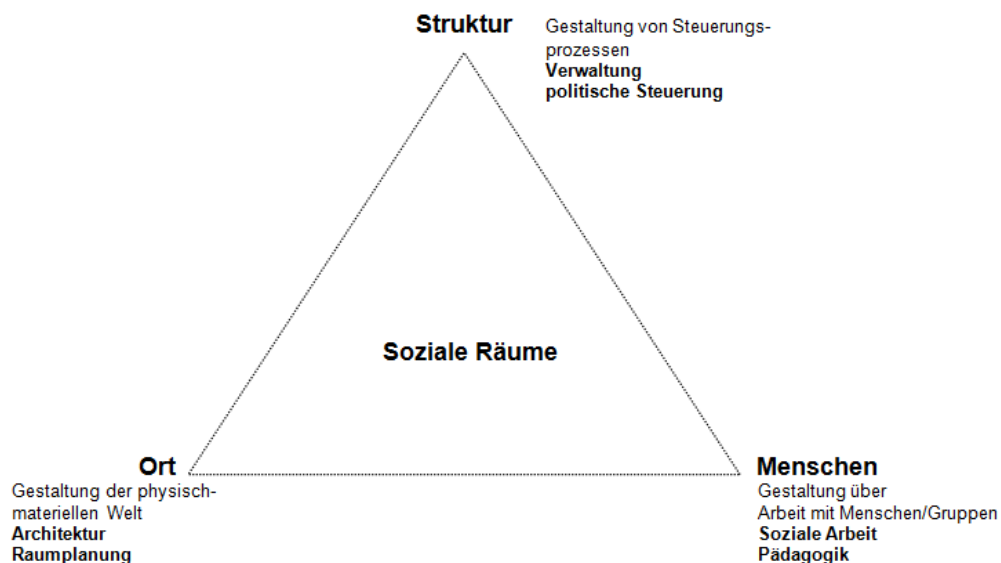 Struktur
Gestaltung von Steuerungs-
prozessen
Verwaltung
politische Steuerung
Soziale Räume
Ort
Gestaltung der physisch-
materiellen Welt
Architektur
Raumplanung
Menschen
Gestaltung über
Arbeit mit Menschen/Gruppen
Soziale Arbeit
Pädagogik